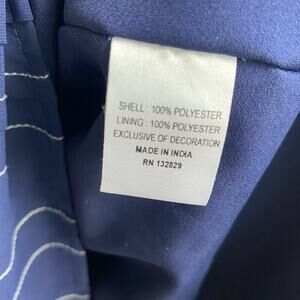 SHELL : 100% POLYESTER
LINING : 100% POLYESTER
EXCLUSIVE OF DECORATION
MADE IN INDIA
RN 132829